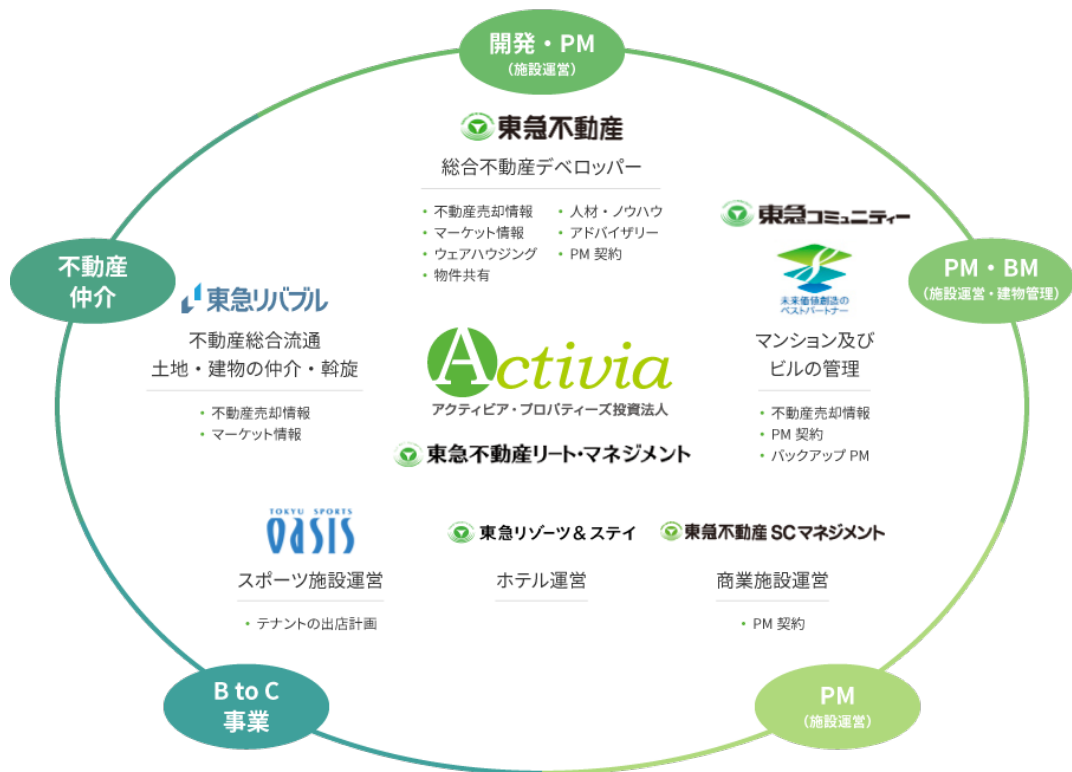 開発・PM
(施設運営)
東急不動産
総合不動産デベロッパー
・不動産売却情報
・マーケット情報
・ウェアハウジング
・物件共有
・人材・ノウハウ
・アドバイザリー
・PM 契約
東急コミュニティー
未来価値創造の
ベストパートナー
マンション及び
ビルの管理
・不動産売却情報
・PM 契約
・バックアップ PM
PM・BM
(施設運営・建物管理)
不動産
仲介
東急リバブル
不動産総合流通
土地・建物の仲介・斡旋
・不動産売却情報
・マーケット情報
Activia
アクティビア・プロパティーズ投資法人
東急不動産リート・マネジメント
TOKYU SPORTS
OASIS
スポーツ施設運営
・テナントの出店計画
東急リゾーツ&ステイ
ホテル運営
東急不動産 SCマネジメント
商業施設運営
・PM 契約
B to C
事業
PM
(施設運営)